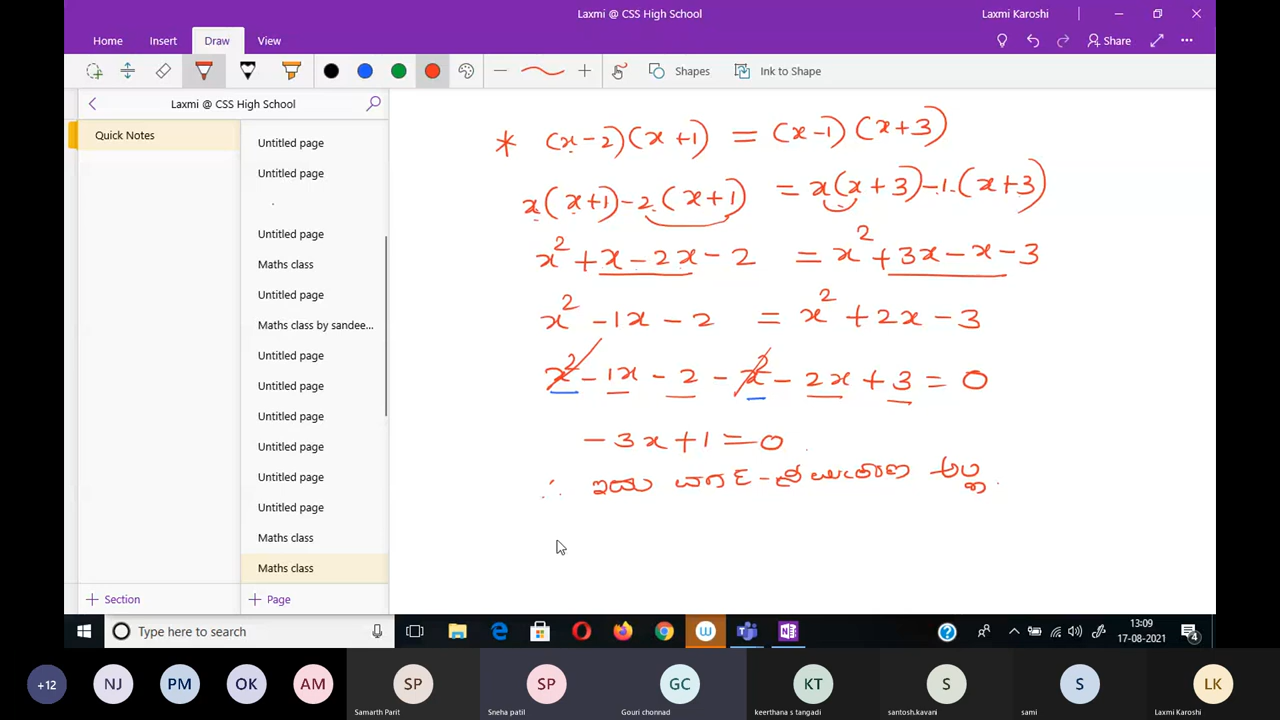 Laxmi @ CSS High School
Laxmi Karoshi
Home Insert Draw View
Share
Shapes
Ink to Shape
Laxmi @ CSS High School
Quick Notes
Untitled page
Untitled page
Untitled page
Maths class
Untitled page
Maths class by sandee...
Untitled page
Untitled page
Untitled page
Untitled page
Untitled page
Untitled page
Maths class
Maths class
+ Section
+ Page
* (x-2)(x+1) = (x-1)(x+3)
x(x+1)-2(x+1) = x(x+3)-1.(x+3)
x²+x-2x-2 = x²+3x-x-3
x²-1x-2 = x²+2x-3
x²-1x-2-x²-2x+3=0
-3x+1=0
∴ ಇದು ವರ್ಗ-ಸಮೀಕರಣ ಅಲ್ಲ.
Type here to search
13:09
17-08-2021
4
+12 NJ PM OK AM SP SP GC KT S S LK
Samarth Parit
Sneha patil
Gouri chonnad
keerthana s tangadi
santosh.kavani
sami
Laxmi Karoshi